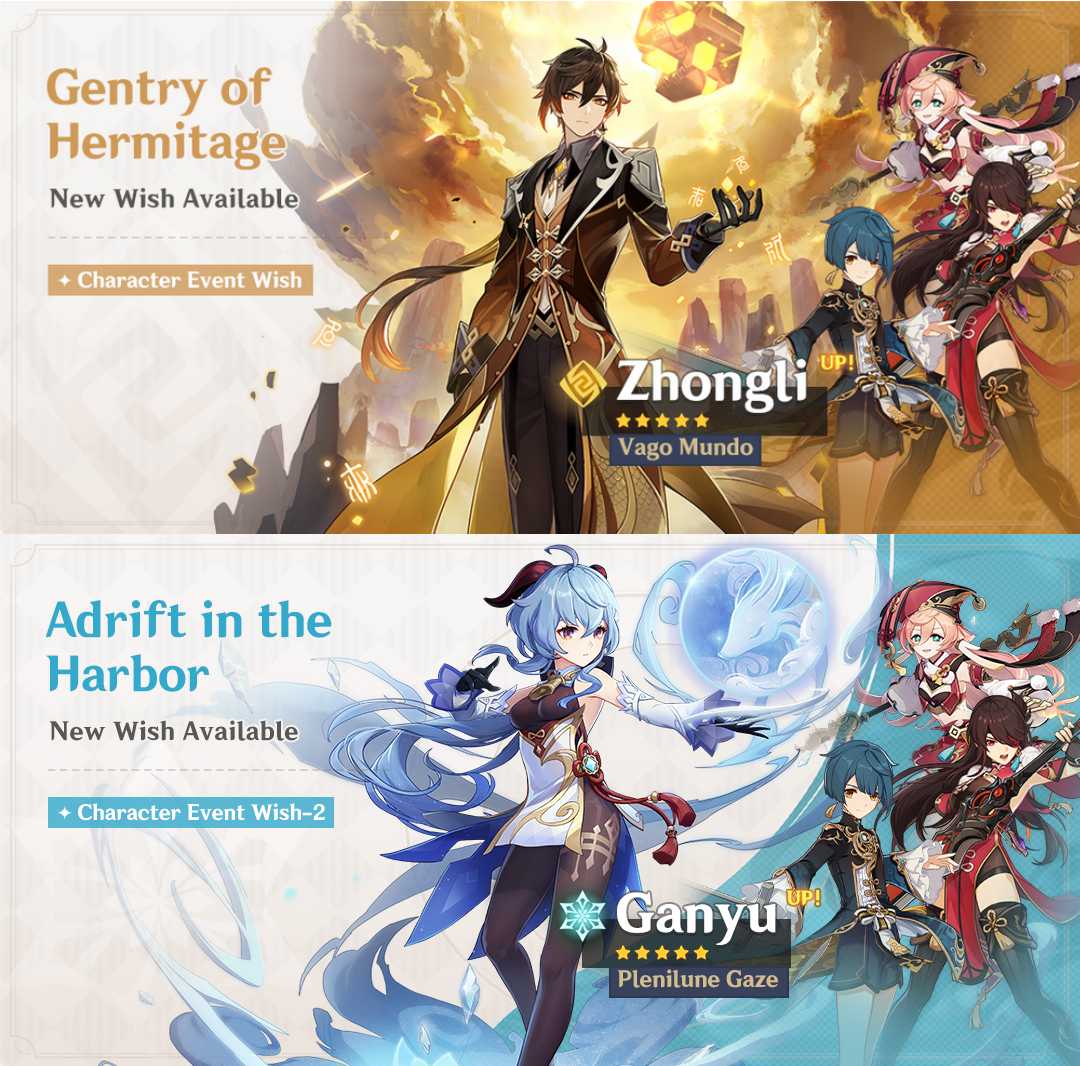 Gentry of
Hermitage
New Wish Available
✦ Character Event Wish
UP!
Zhongli
★★★★★
Vago Mundo
Adrift in the
Harbor
New Wish Available
✦ Character Event Wish-2
UP!
Ganyu
★★★★★
Plenilune Gaze